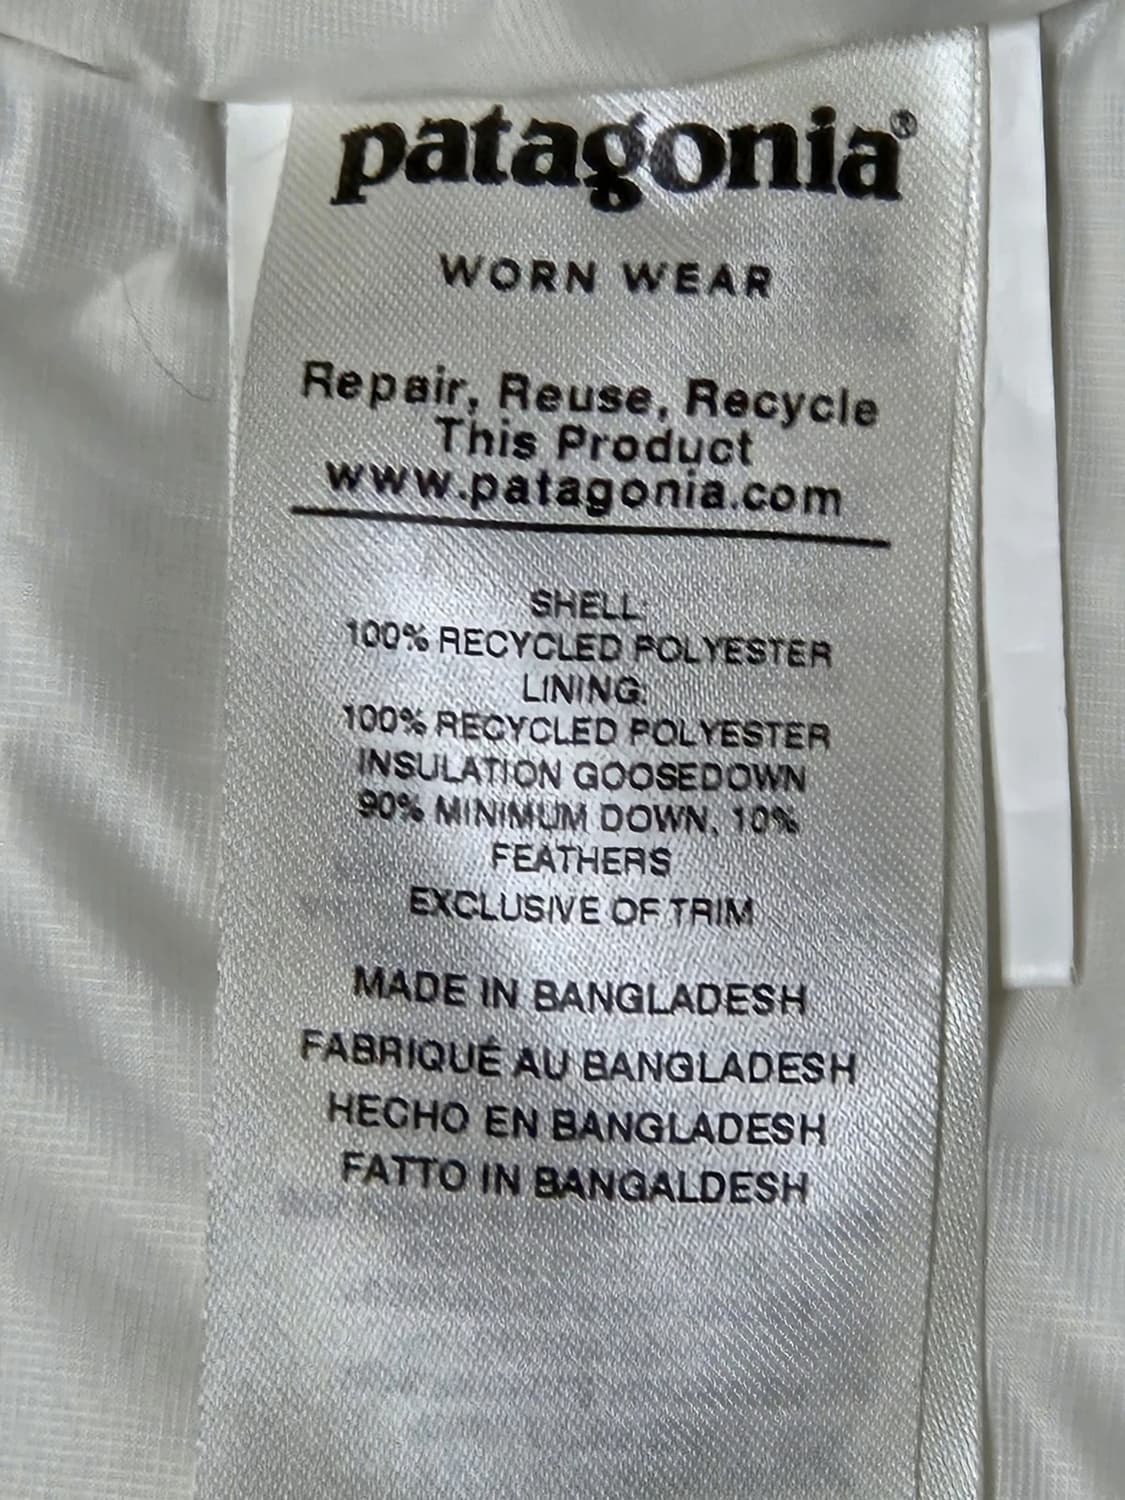 patagonia®
WORN WEAR
Repair, Reuse, Recycle
This Product
www.patagonia.com
SHELL:
100% RECYCLED POLYESTER
LINING:
100% RECYCLED POLYESTER
INSULATION GOOSEDOWN
90% MINIMUM DOWN, 10%
FEATHERS
EXCLUSIVE OF TRIM
MADE IN BANGLADESH
FABRIQUÉ AU BANGLADESH
HECHO EN BANGLADESH
FATTO IN BANGALDESH